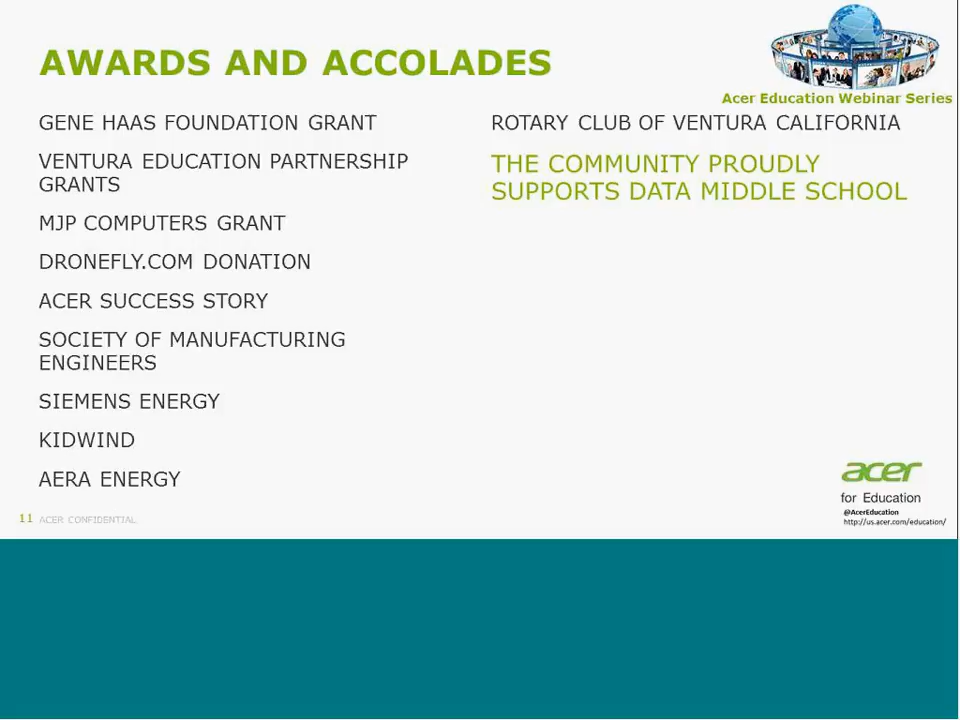 AWARDS AND ACCOLADES
Acer Education Webinar Series
GENE HAAS FOUNDATION GRANT
VENTURA EDUCATION PARTNERSHIP
GRANTS
MJP COMPUTERS GRANT
DRONEFLY.COM DONATION
ACER SUCCESS STORY
SOCIETY OF MANUFACTURING
ENGINEERS
SIEMENS ENERGY
KIDWIND
AERA ENERGY
ROTARY CLUB OF VENTURA CALIFORNIA
THE COMMUNITY PROUDLY
SUPPORTS DATA MIDDLE SCHOOL
acer
for Education
@AcerEducation
http://us.acer.com/education/
11 ACER CONFIDENTIAL